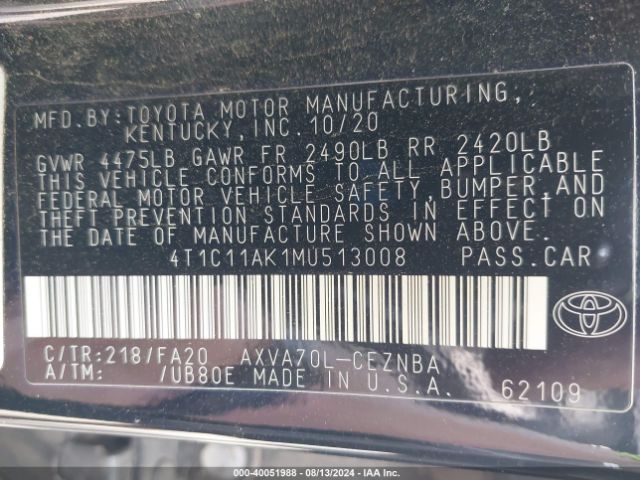 MFD.BY:TOYOTA MOTOR MANUFACTURING,
KENTUCKY,INC.10/20
GVWR 4475LB GAWR FR 2490LB RR 2420LB
THIS VEHICLE CONFORMS TO ALL APPLICABLE
FEDERAL MOTOR VEHICLE SAFETY,BUMPER,AND
THEFT PREVENTION STANDARDS IN EFFECT ON
THE DATE OF MANUFACTURE SHOWN ABOVE.
4T1C11AK1MU513008 PASS.CAR
C/TR:218/FA20 AXVA70L-CEZNBA
A/TM: /UB80E MADE IN U.S.A. 62109
000-40051988 - 08/13/2024 - IAA Inc.